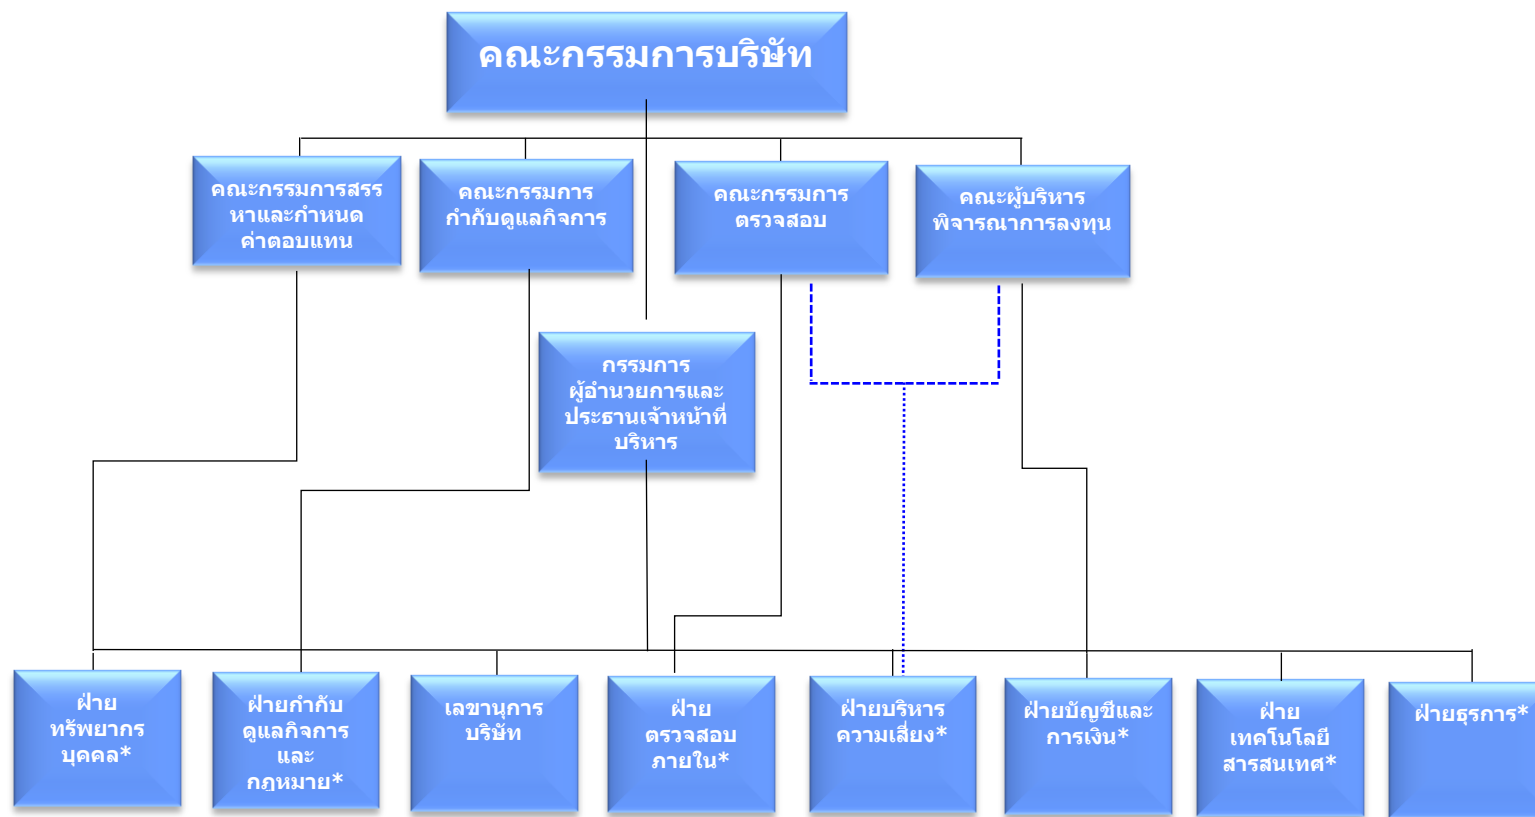 คณะกรรมการบริษัท
คณะกรรมการสรร
หาและกำหนด
ค่าตอบแทน
คณะกรรมการ
กำกับดูแลกิจการ
คณะกรรมการ
ตรวจสอบ
คณะผู้บริหาร
พิจารณาการลงทุน
กรรมการ
ผู้อำนวยการและ
ประธานเจ้าหน้าที่
บริหาร
ฝ่าย
ทรัพยากร
บุคคล*
ฝ่ายกำกับ
ดูแลกิจการ
และ
กฎหมาย*
เลขานุการ
บริษัท
ฝ่าย
ตรวจสอบ
ภายใน*
ฝ่ายบริหาร
ความเสี่ยง*
ฝ่ายบัญชีและ
การเงิน*
ฝ่าย
เทคโนโลยี
สารสนเทศ*
ฝ่ายธุรการ*